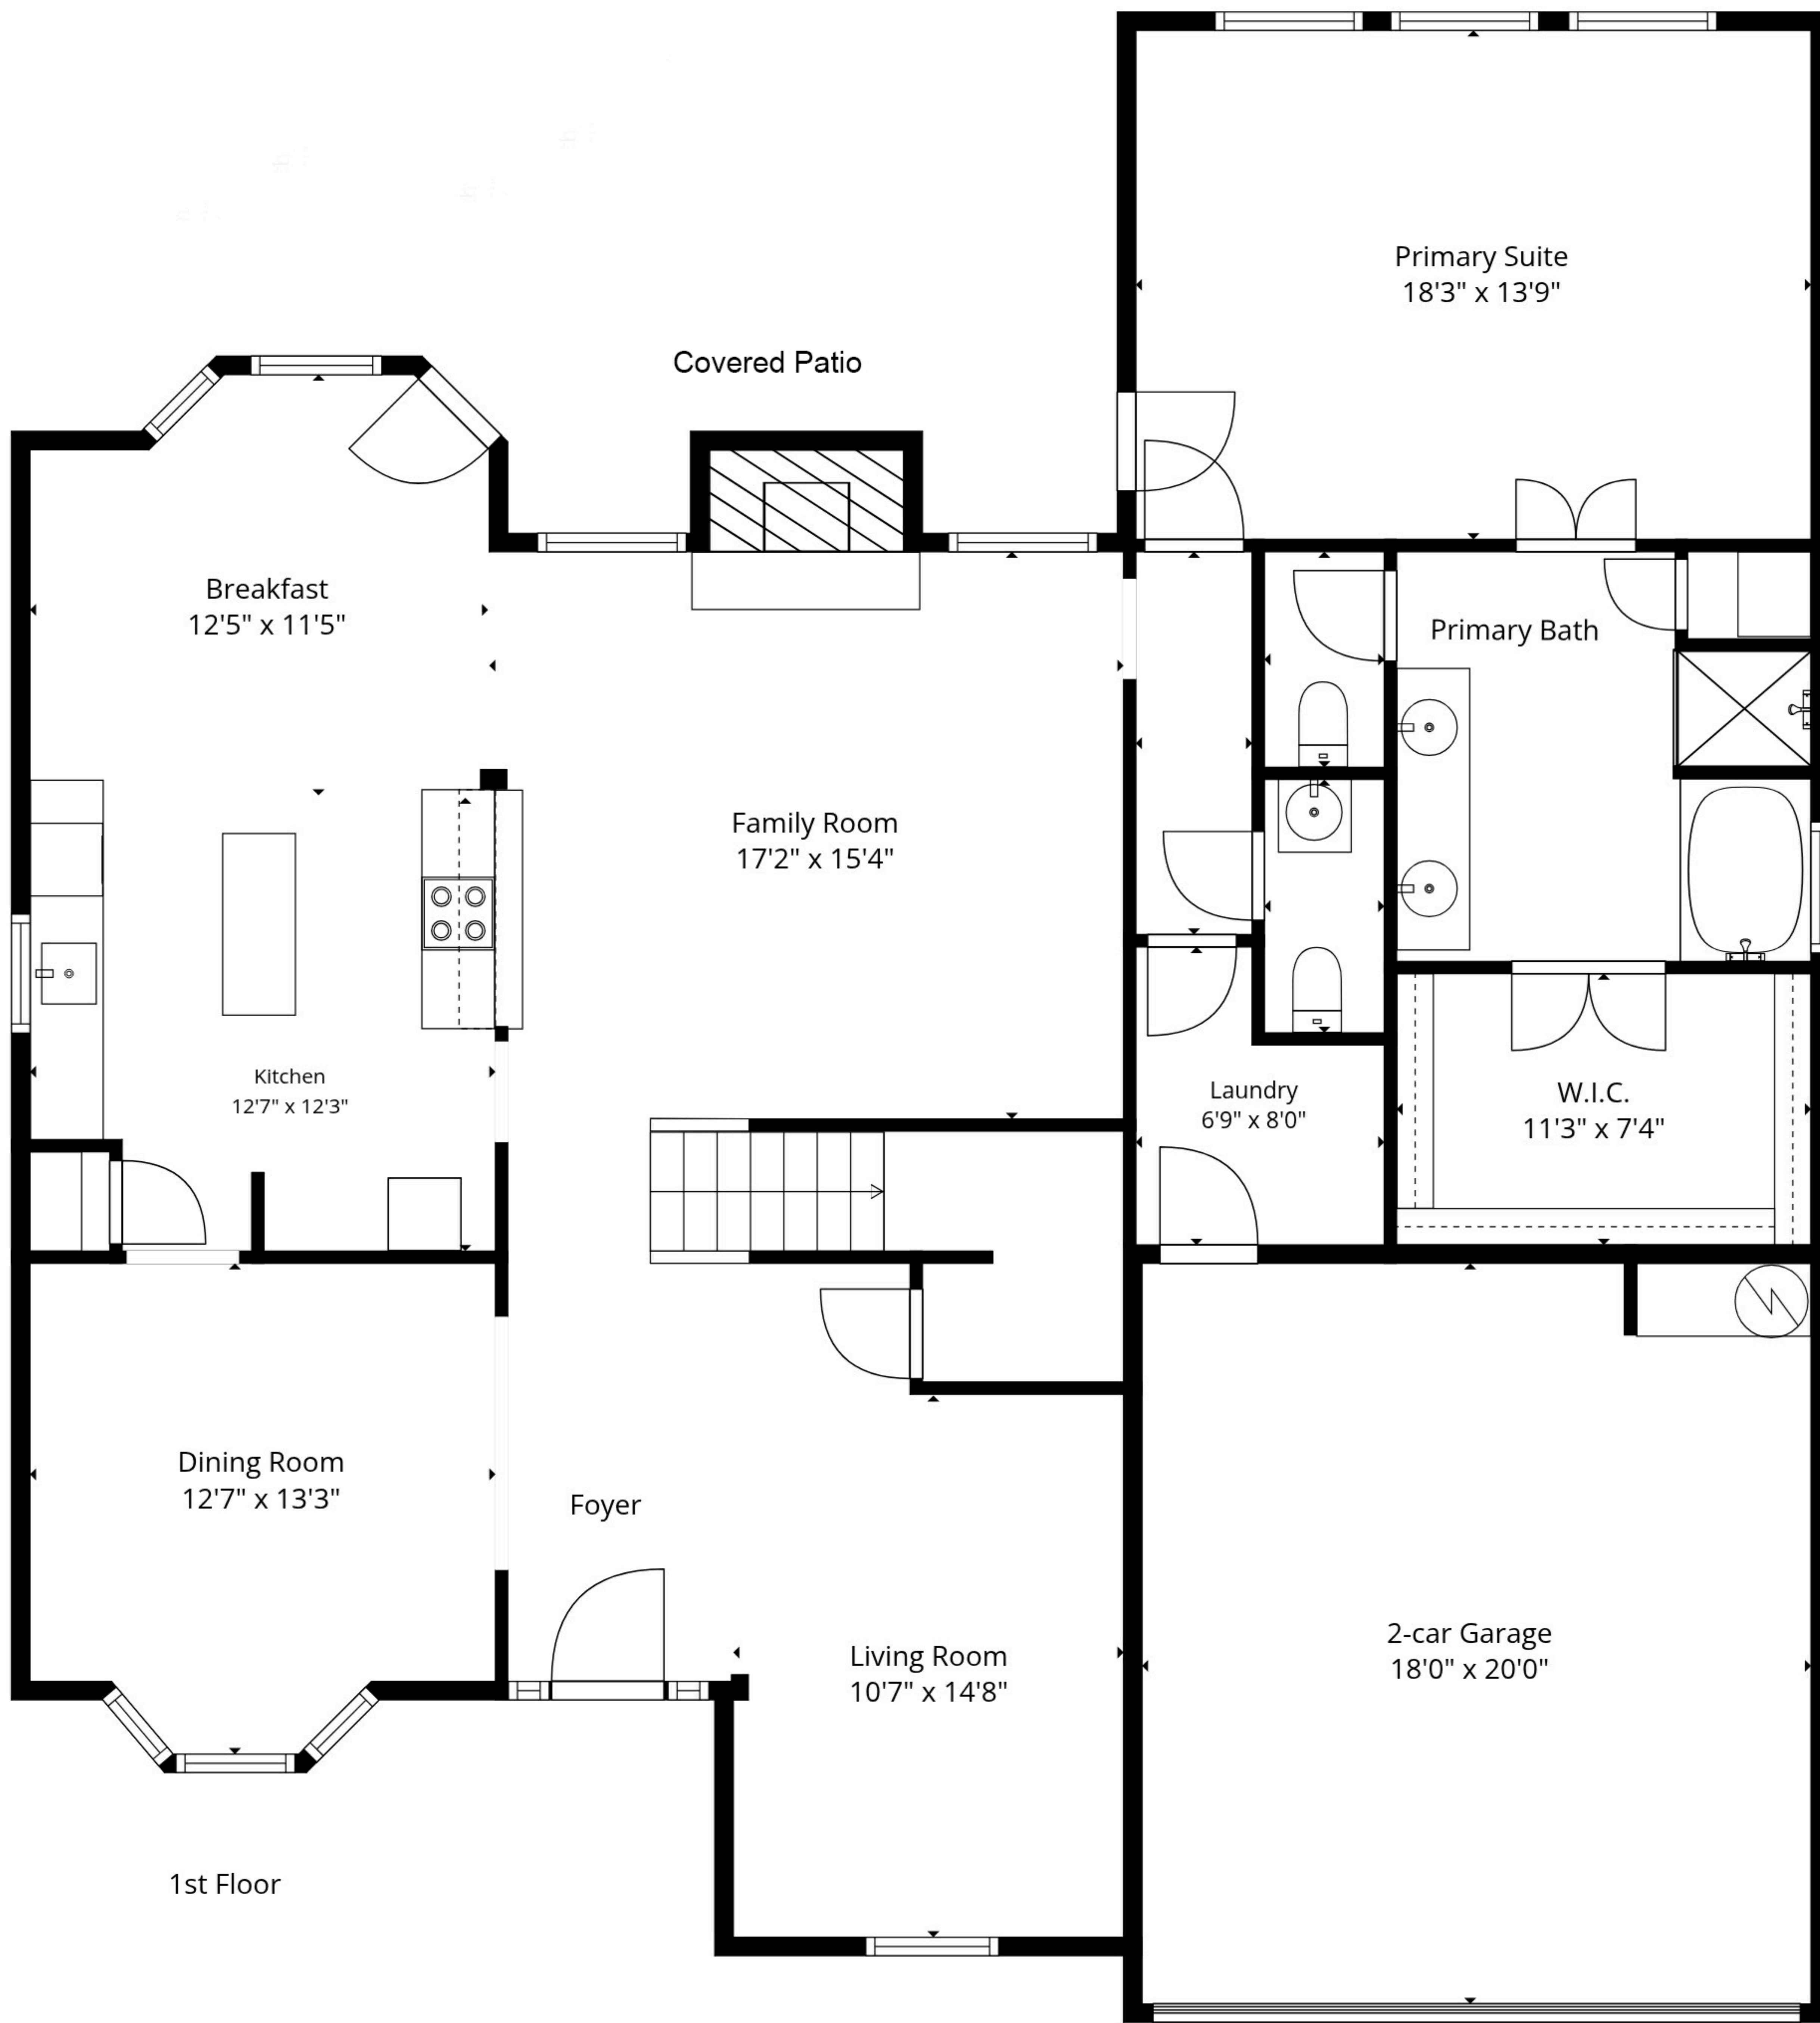 Primary Suite
18'3" x 13'9"
Covered Patio
Breakfast
12'5" x 11'5"
Primary Bath
Family Room
17'2" x 15'4"
Kitchen
12'7" x 12'3"
Laundry
6'9" x 8'0"
W.I.C.
11'3" x 7'4"
Dining Room
12'7" x 13'3"
Foyer
Living Room
10'7" x 14'8"
2-car Garage
18'0" x 20'0"
1st Floor